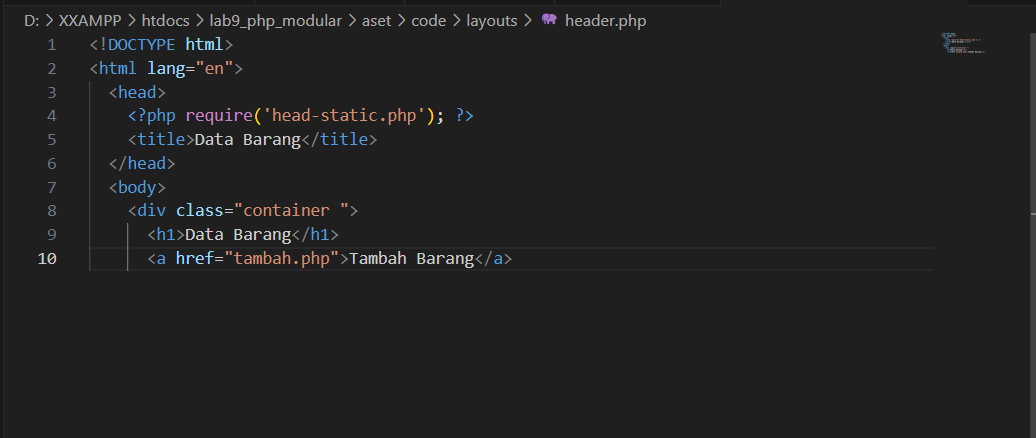 D: > XXAMPP > htdocs > lab9_php_modular > aset > code > layouts > header.php
1 <!DOCTYPE html>
2 <html lang="en">
3 <head>
4 <?php require('head-static.php'); ?>
5 <title>Data Barang</title>
6 </head>
7 <body>
8 <div class="container ">
9 <h1>Data Barang</h1>
10 <a href="tambah.php">Tambah Barang</a>